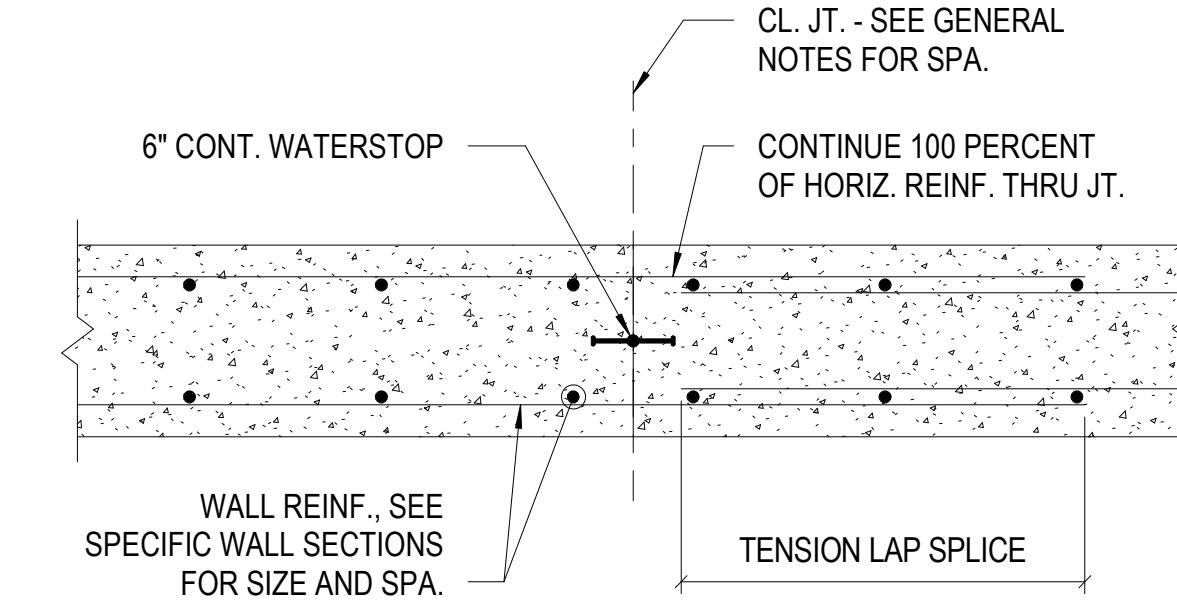 CL. JT. - SEE GENERAL
NOTES FOR SPA.
6" CONT. WATERSTOP
CONTINUE 100 PERCENT
OF HORIZ. REINF. THRU JT.
WALL REINF., SEE
SPECIFIC WALL SECTIONS
FOR SIZE AND SPA.
TENSION LAP SPLICE